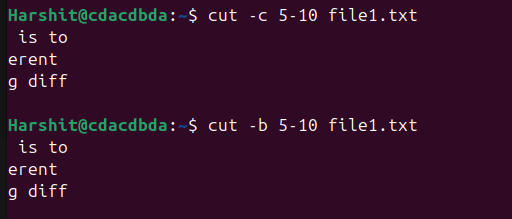 Harshit@cdacdbda:~$ cut -c 5-10 file1.txt
 is to
erent
g diff

Harshit@cdacdbda:~$ cut -b 5-10 file1.txt
 is to
erent
g diff